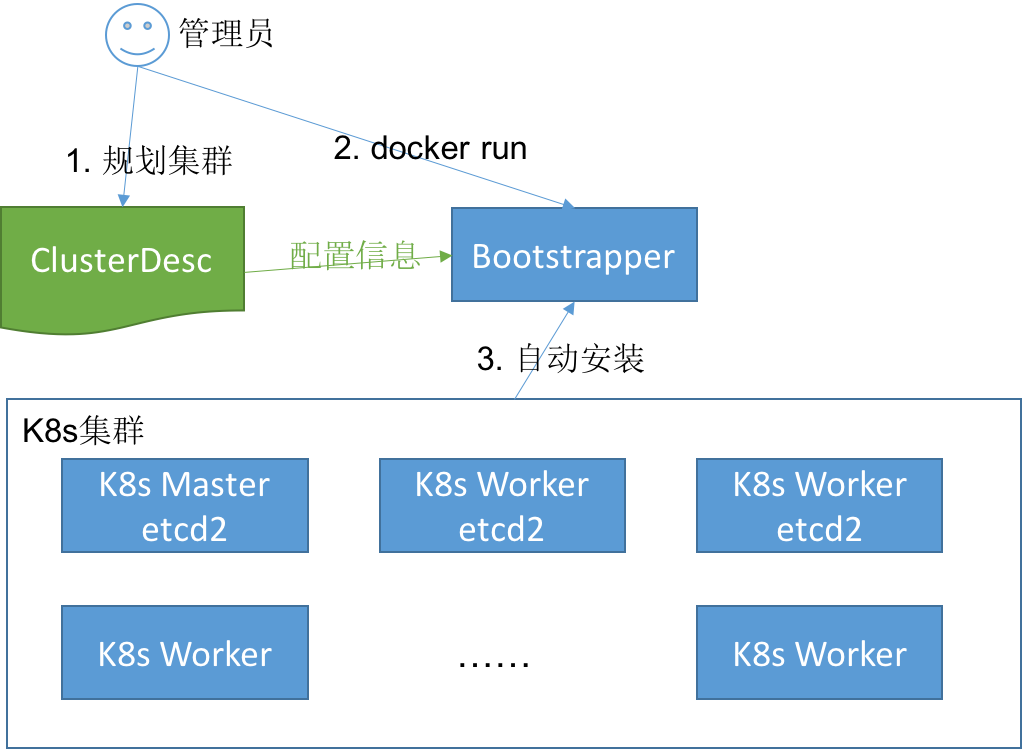 管理员
1. 规划集群
2. docker run
ClusterDesc
配置信息
Bootstrapper
3. 自动安装
K8s集群
K8s Master
etcd2
K8s Worker
etcd2
K8s Worker
etcd2
K8s Worker
......
K8s Worker